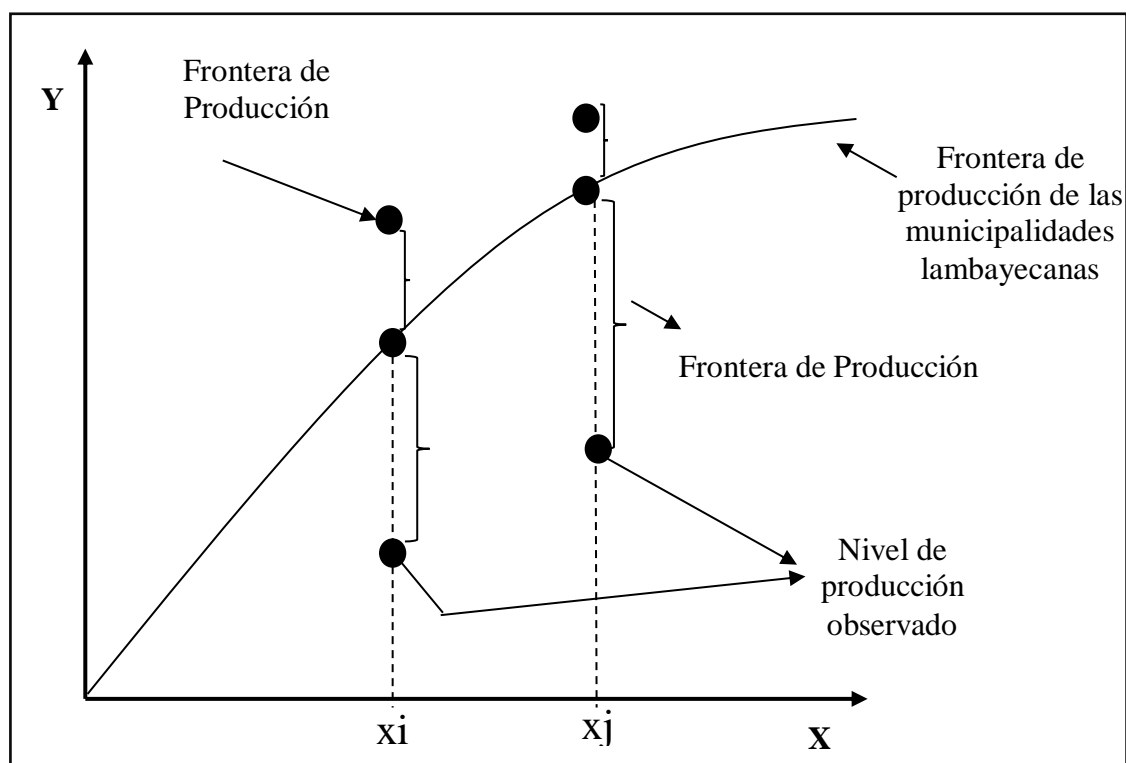 Y
Frontera de
Producción
Frontera de
producción de las
municipalidades
lambayecanas
Frontera de Producción
Nivel de
producción
observado
xi
xj
X